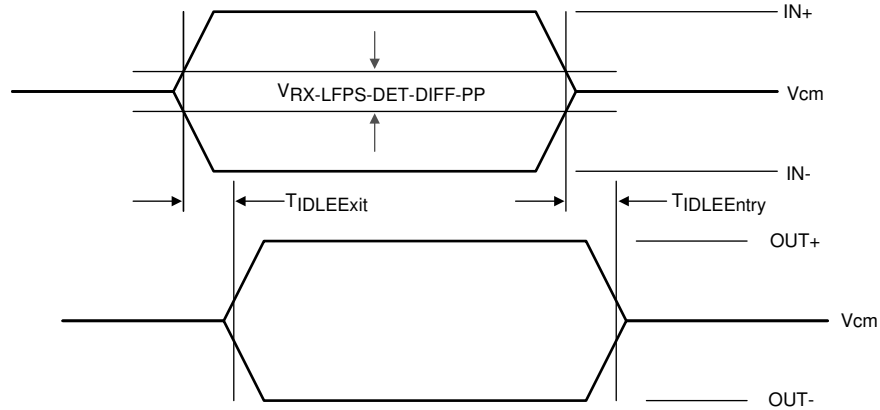 IN+
VRX-LFPS-DET-DIFF-PP
Vcm
IN-
TIDLEExit
TIDLEEntry
OUT+
Vcm
OUT-